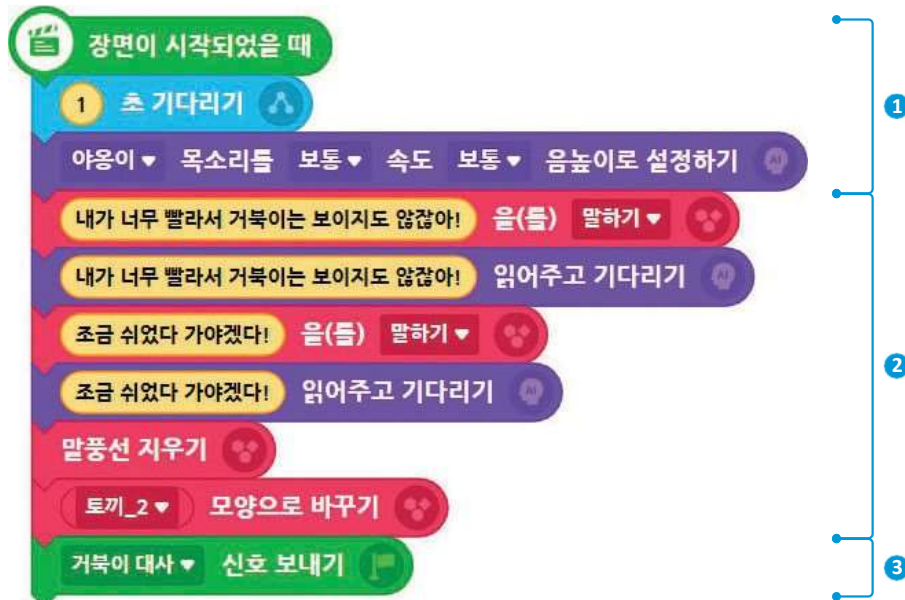 장면이 시작되었을 때
1 초 기다리기
야옹이 ▼ 목소리를 보통 ▼ 속도 보통 ▼ 음높이로 설정하기 AI
1
내가 너무 빨라서 거북이는 보이지도 않잖아! 을(를) 말하기 ▼
내가 너무 빨라서 거북이는 보이지도 않잖아! 읽어주고 기다리기 AI
조금 쉬었다 가야겠다! 을(를) 말하기 ▼
조금 쉬었다 가야겠다! 읽어주고 기다리기 AI
2
말풍선 지우기
토끼_2 ▼ 모양으로 바꾸기
거북이 대사 ▼ 신호 보내기
3